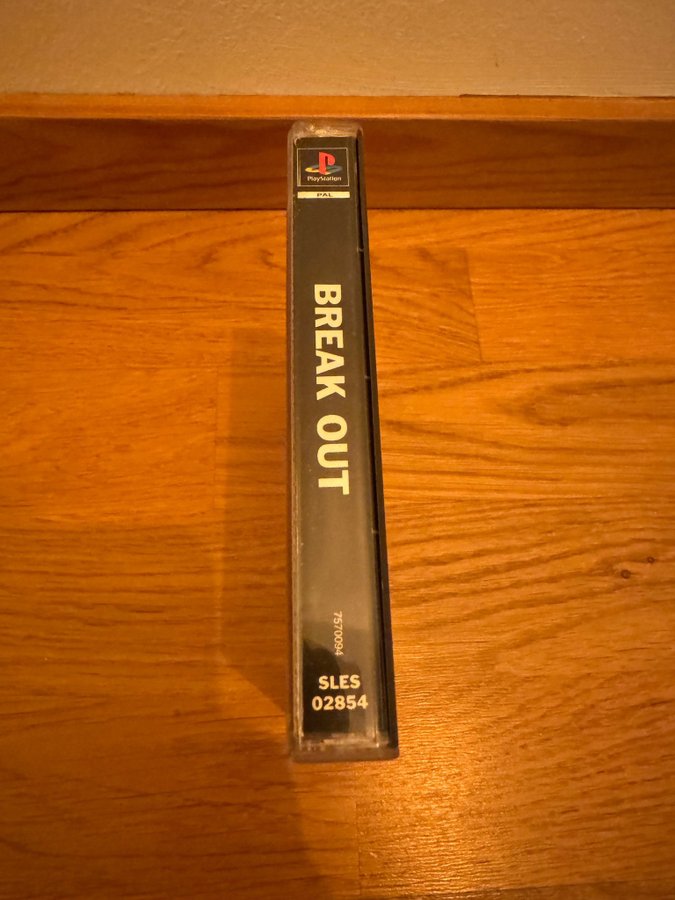 PlayStation
PAL
BREAK OUT
7570094
SLES
02854